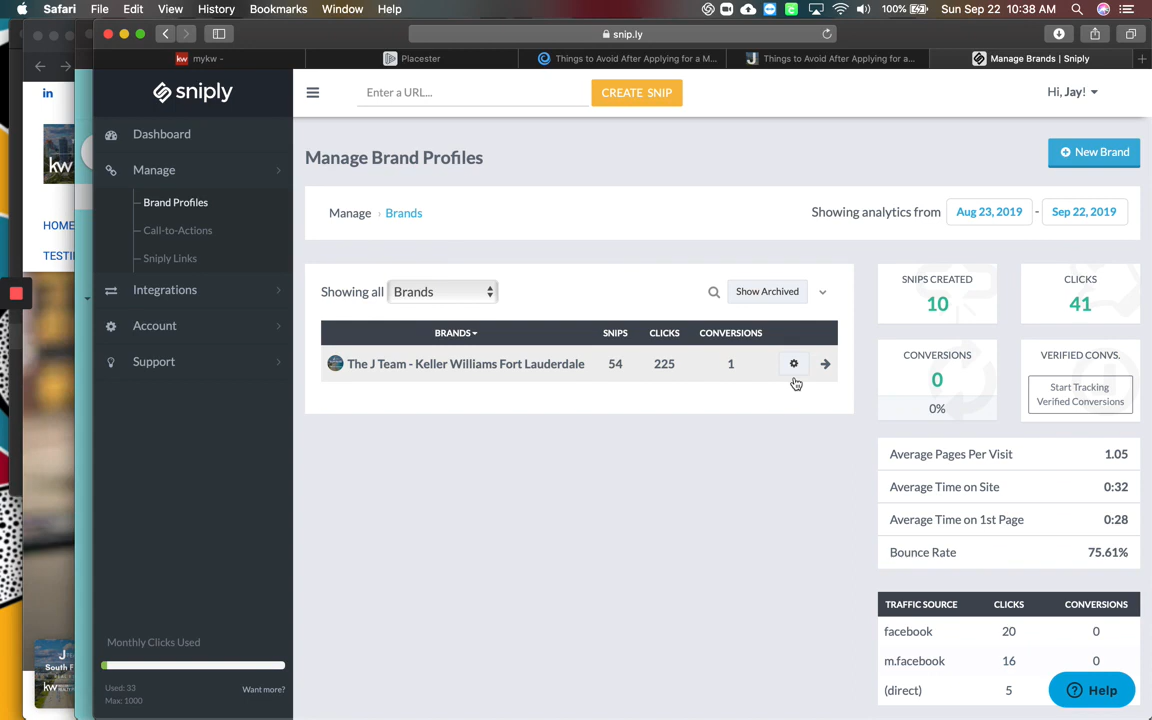 Safari File Edit View History Bookmarks Window Help 100% Sun Sep 22 10:38 AM
snip.ly
kw mykw - Placester Things to Avoid After Applying for a M... Things to Avoid After Applying for a... Manage Brands | Sniply
in
kw
HOME
TESTI
sniply
Enter a URL... CREATE SNIP Hi, Jay!
Dashboard
Manage
Brand Profiles
Call-to-Actions
Sniply Links
Integrations
Account
Support
Monthly Clicks Used
Used: 33 Want more?
Max: 1000
Manage Brand Profiles New Brand
Manage › Brands Showing analytics from Aug 23, 2019 - Sep 22, 2019
Showing all Brands Show Archived
BRANDS SNIPS CLICKS CONVERSIONS
The J Team - Keller Williams Fort Lauderdale 54 225 1
SNIPS CREATED
10
CLICKS
41
CONVERSIONS
0
0%
VERIFIED CONVS.
Start Tracking
Verified Conversions
Average Pages Per Visit 1.05
Average Time on Site 0:32
Average Time on 1st Page 0:28
Bounce Rate 75.61%
TRAFFIC SOURCE CLICKS CONVERSIONS
facebook 20 0
m.facebook 16 0
(direct) 5
Help
J
South F
kw